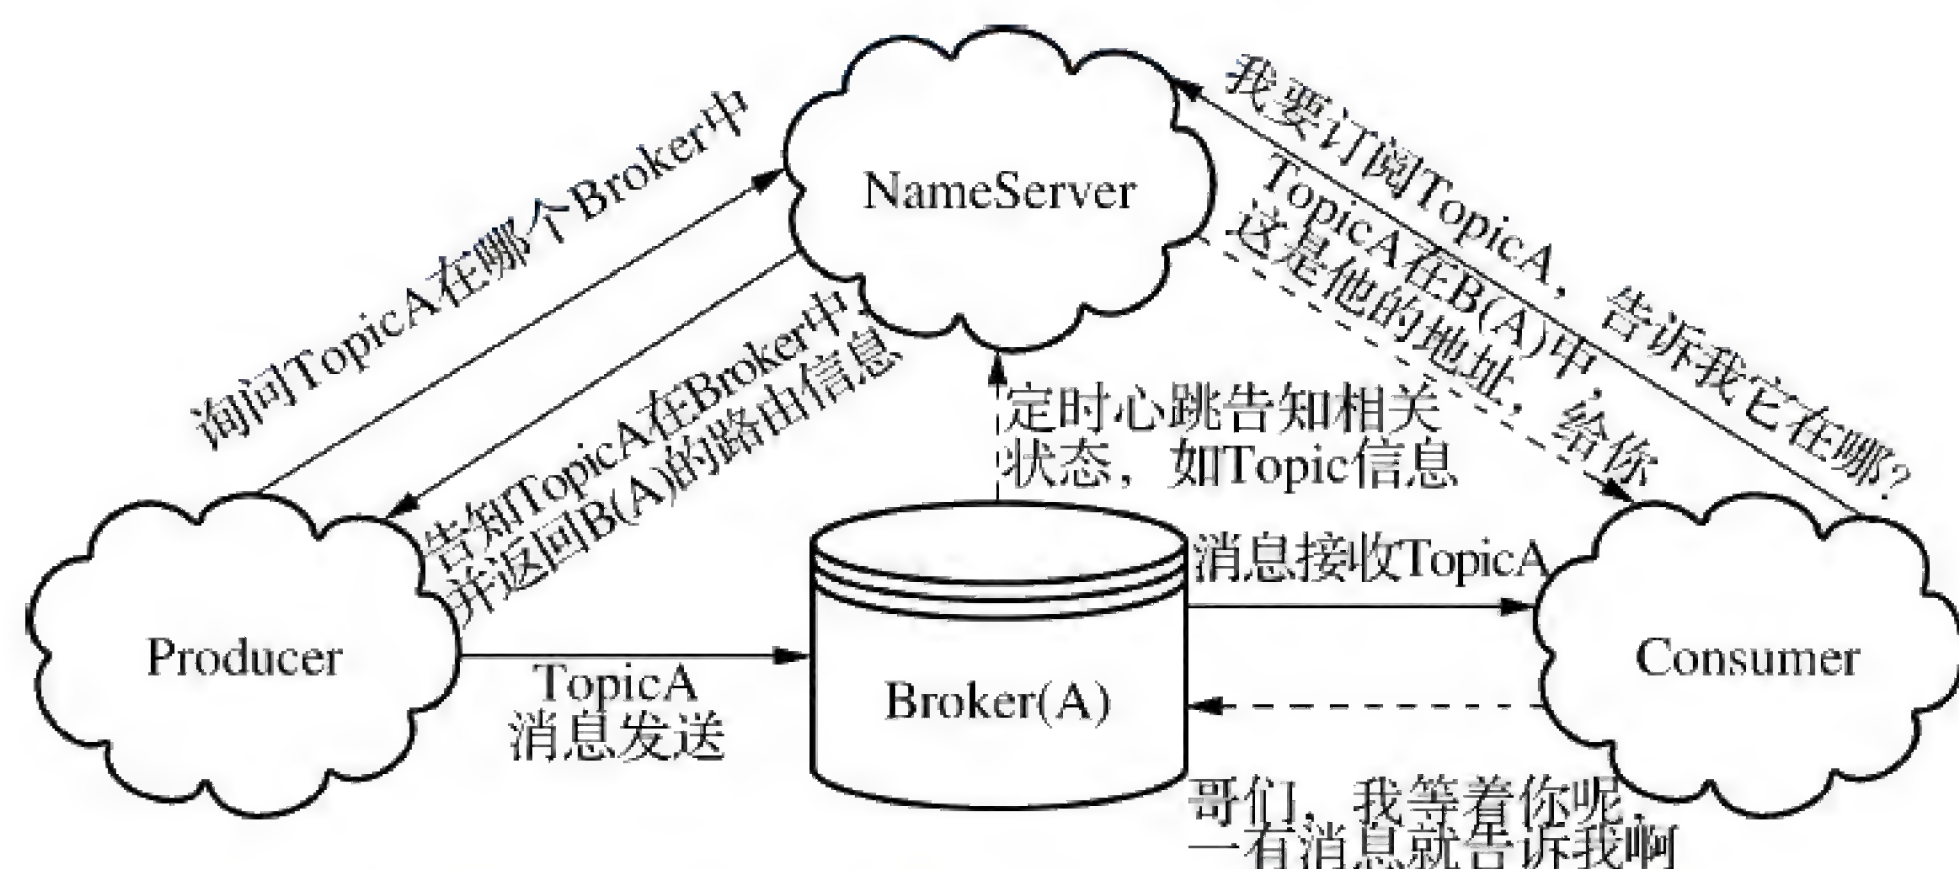 NameServer
询问TopicA在哪个Broker中
告知TopicA在Broker中，
并返回B(A)的路由信息
我要订阅TopicA，告诉我它在哪？
TopicA在B(A)中，
这是他的地址，给你
定时心跳告知相关
状态，如Topic信息
消息接收TopicA
Producer
TopicA
消息发送
Broker(A)
Consumer
哥们，我等着你呢，
一有消息就告诉我啊